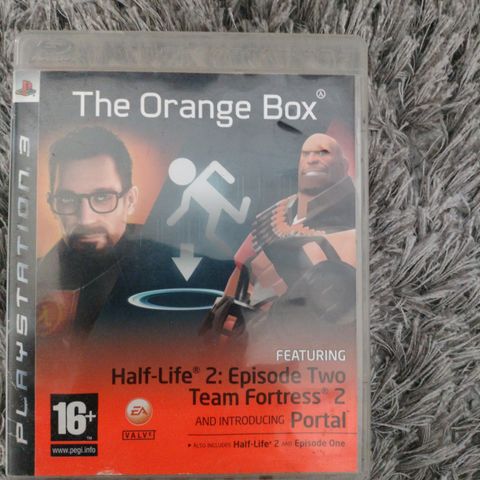 PLAYSTATION 3
The Orange Box
FEATURING
Half-Life® 2: Episode Two
Team Fortress® 2
AND INTRODUCING Portal
▸ ALSO INCLUDES Half-Life® 2 AND Episode One
16+
www.pegi.info
EA
VALVE